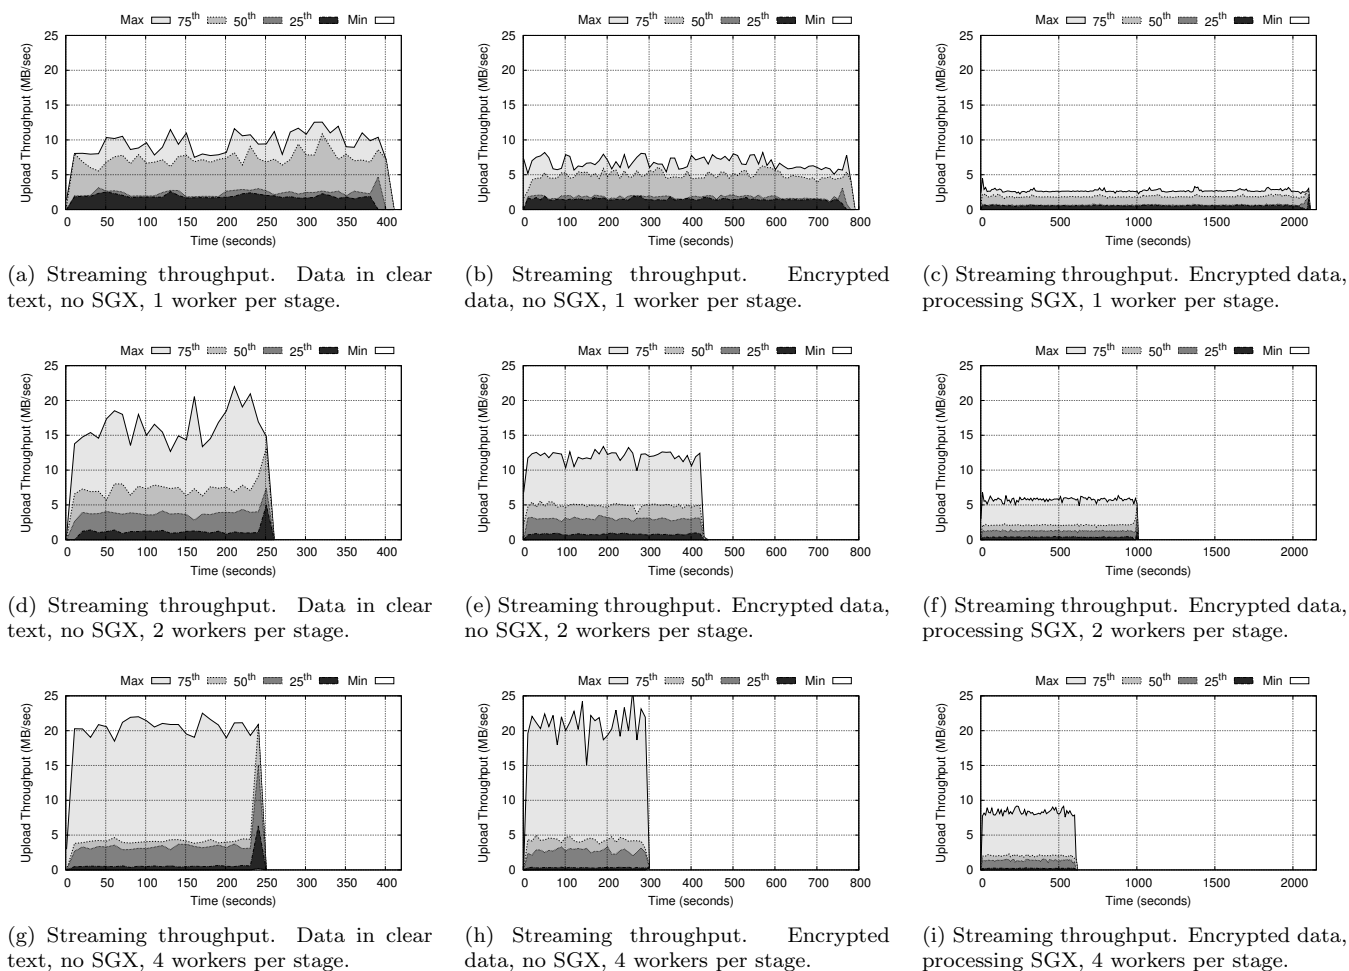 Max 75th 50th 25th Min
25
20
15
10
5
0
Upload Throughput (MB/sec)
0 50 100 150 200 250 300 350 400
Time (seconds)
(a) Streaming throughput. Data in clear
text, no SGX, 1 worker per stage.
Max 75th 50th 25th Min
25
20
15
10
5
0
Upload Throughput (MB/sec)
0 100 200 300 400 500 600 700 800
Time (seconds)
(b) Streaming throughput. Encrypted
data, no SGX, 1 worker per stage.
Max 75th 50th 25th Min
25
20
15
10
5
0
Upload Throughput (MB/sec)
0 500 1000 1500 2000
Time (seconds)
(c) Streaming throughput. Encrypted data,
processing SGX, 1 worker per stage.
Max 75th 50th 25th Min
25
20
15
10
5
0
Upload Throughput (MB/sec)
0 50 100 150 200 250 300 350 400
Time (seconds)
(d) Streaming throughput. Data in clear
text, no SGX, 2 workers per stage.
Max 75th 50th 25th Min
25
20
15
10
5
0
Upload Throughput (MB/sec)
0 100 200 300 400 500 600 700 800
Time (seconds)
(e) Streaming throughput. Encrypted data,
no SGX, 2 workers per stage.
Max 75th 50th 25th Min
25
20
15
10
5
0
Upload Throughput (MB/sec)
0 500 1000 1500 2000
Time (seconds)
(f) Streaming throughput. Encrypted data,
processing SGX, 2 workers per stage.
Max 75th 50th 25th Min
25
20
15
10
5
0
Upload Throughput (MB/sec)
0 50 100 150 200 250 300 350 400
Time (seconds)
(g) Streaming throughput. Data in clear
text, no SGX, 4 workers per stage.
Max 75th 50th 25th Min
25
20
15
10
5
0
Upload Throughput (MB/sec)
0 100 200 300 400 500 600 700 800
Time (seconds)
(h) Streaming throughput. Encrypted
data, no SGX, 4 workers per stage.
Max 75th 50th 25th Min
25
20
15
10
5
0
Upload Throughput (MB/sec)
0 500 1000 1500 2000
Time (seconds)
(i) Streaming throughput. Encrypted data,
processing SGX, 4 workers per stage.